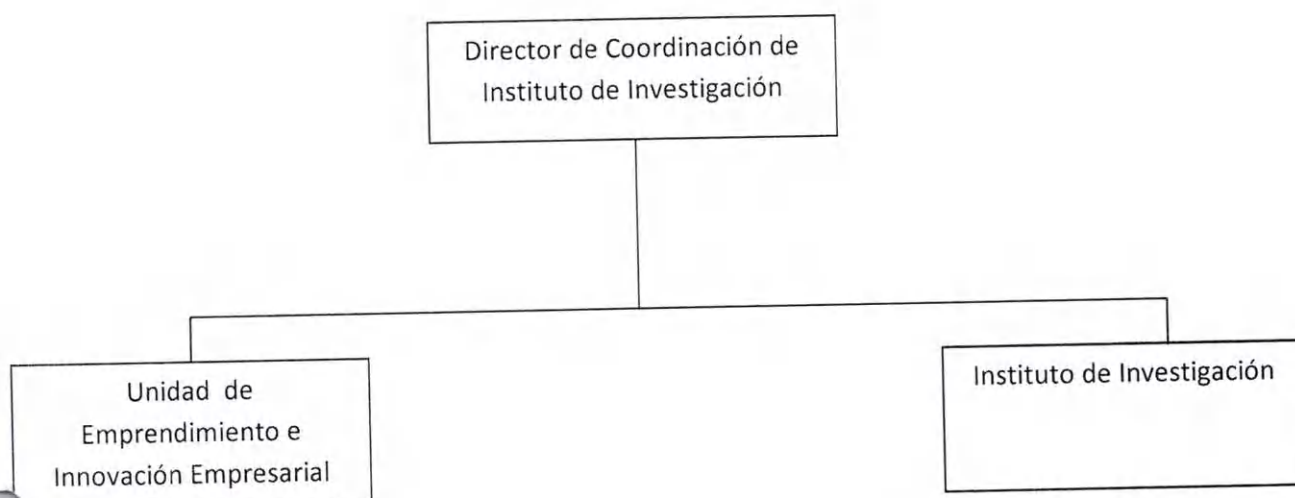 Director de Coordinación de
Instituto de Investigación
Unidad de
Emprendimiento e
Innovación Empresarial
Instituto de Investigación